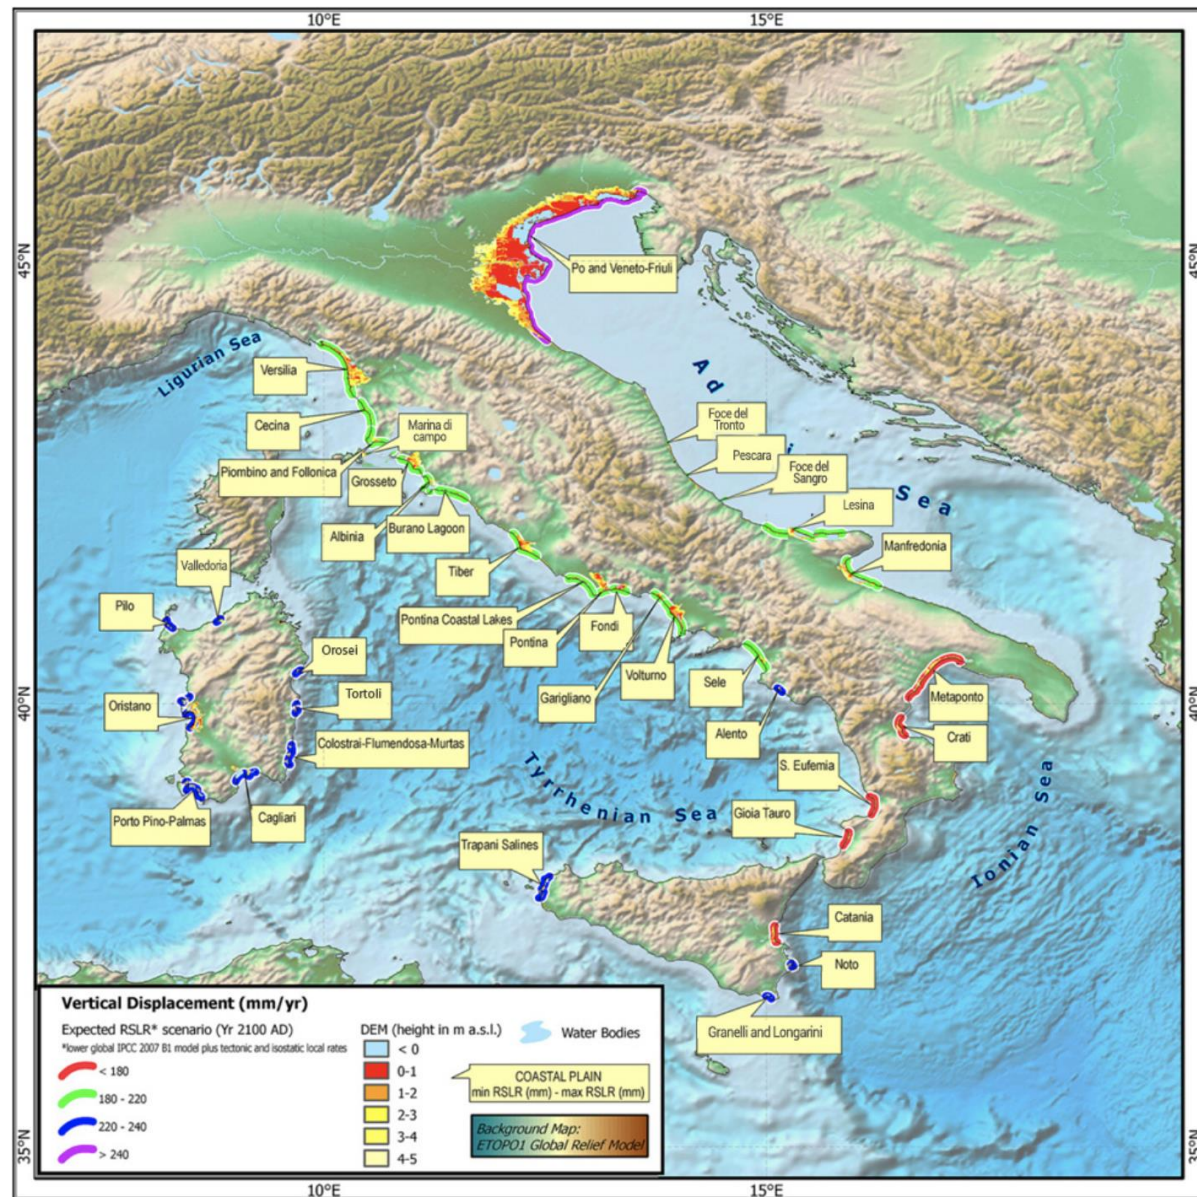 10°E
15°E
45°N
45°N
Po and Veneto-Friuli
Ligurian Sea
Versilia
Cecina
Marina di
campo
Piombino and Follonica
Grosseto
Albinia
Burano Lagoon
Ad
i
Sea
Foce del
Tronto
Pescara
Foce del
Sangro
Lesina
Manfredonia
Tiber
Valledoria
Pilo
Pontina Coastal Lakes
Pontina
Fondi
Garigliano
Volturno
Sele
Alento
Orosei
Tortoli
Oristano
40°N
40°N
Metaponto
Crati
Colostrai-Flumendosa-Murtas
Porto Pino-Palmas
Cagliari
S. Eufemia
Gioia Tauro
Tyrrhenian Sea
Ionian Sea
Trapani Salines
Catania
Noto
Granelli and Longarini
Vertical Displacement (mm/yr)
Expected RSLR* scenario (Yr 2100 AD)
*lower global IPCC 2007 B1 model plus tectonic and isostatic local rates
< 180
180 - 220
220 - 240
> 240
DEM (height in m a.s.l.)
< 0
0-1
1-2
2-3
3-4
4-5
Water Bodies
COASTAL PLAIN
min RSLR (mm) - max RSLR (mm)
Background Map:
ETOPO1 Global Relief Model
35°N
35°N
10°E
15°E